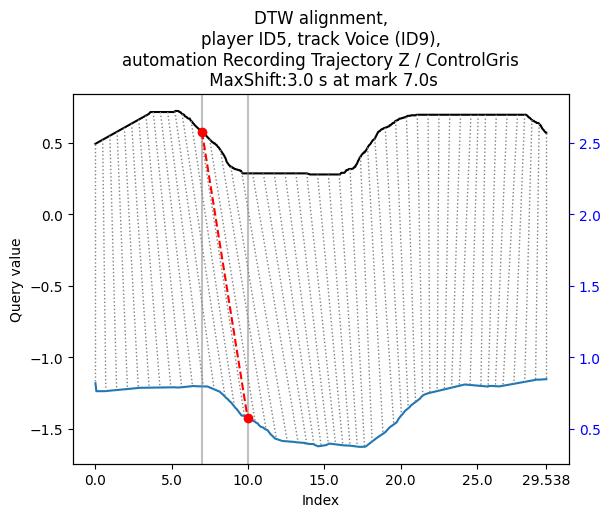 DTW alignment,
player ID5, track Voice (ID9),
automation Recording Trajectory Z / ControlGris
MaxShift:3.0 s at mark 7.0s
Query value
0.5
0.0
−0.5
−1.0
−1.5
2.5
2.0
1.5
1.0
0.5
0.0
5.0
10.0
15.0
20.0
25.0
29.538
Index